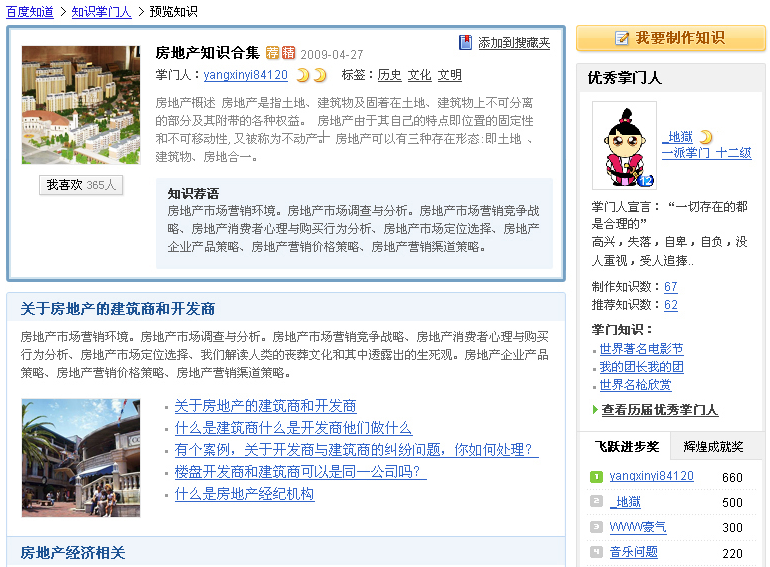 百度知道 > 知识掌门人 > 预览知识
房地产知识合集 荐 猜 2009-04-27
添加到搜藏夹
掌门人：yangxinyi84120 标签：历史 文化 文明
房地产概述 房地产是指土地、建筑物及固着在土地、建筑物上不可分离
的部分及其附带的各种权益。 房地产由于其自己的特点即位置的固定性
和不可移动性,又被称为不动产。 房地产可以有三种存在形态:即土地 、
建筑物、房地合一。
我喜欢 365人
知识荐语
房地产市场营销环境。房地产市场调查与分析。房地产市场营销竞争战
略、房地产消费者心理与购买行为分析、房地产市场定位选择、房地产
企业产品策略、房地产营销价格策略、房地产营销渠道策略。
关于房地产的建筑商和开发商
房地产市场营销环境。房地产市场调查与分析。房地产市场营销竞争战略、房地产消费者心理与购买
行为分析、房地产市场定位选择、我们解读人类的丧葬文化和其中透露出的生死观。房地产企业产品
策略、房地产营销价格策略、房地产营销渠道策略。
关于房地产的建筑商和开发商
什么是建筑商什么是开发商他们做什么
有个案例，关于开发商与建筑商的纠纷问题，你如何处理？
楼盘开发商和建筑商可以是同一公司吗？
什么是房地产经纪机构
房地产经济相关
我要制作知识
优秀掌门人
12
_地獄
一派掌门 十二级
掌门人宣言：“一切存在的都
是合理的”
高兴，失落，自卑，自负，没
人重视，受人追捧..
制作知识数：67
推荐知识数：62
掌门知识：
世界著名电影节
我的团长我的团
世界名枪欣赏
查看历届优秀掌门人
飞跃进步奖 辉煌成就奖
1 yangxinyi84120 660
2 _地獄 500
3 WWW豪气 300
4 音乐问题 220